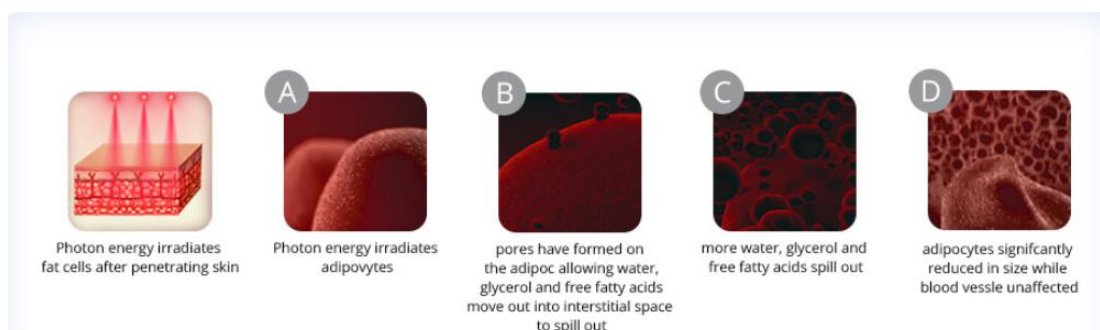 A
B
C
D
Photon energy irradiates
fat cells after penetrating skin
Photon energy irradiates
adipovytes
pores have formed on
the adipoc allowing water,
glycerol and free fatty acids
move out into interstitial space
to spill out
more water, glycerol and
free fatty acids spill out
adipocytes signifcantly
reduced in size while
blood vessle unaffected